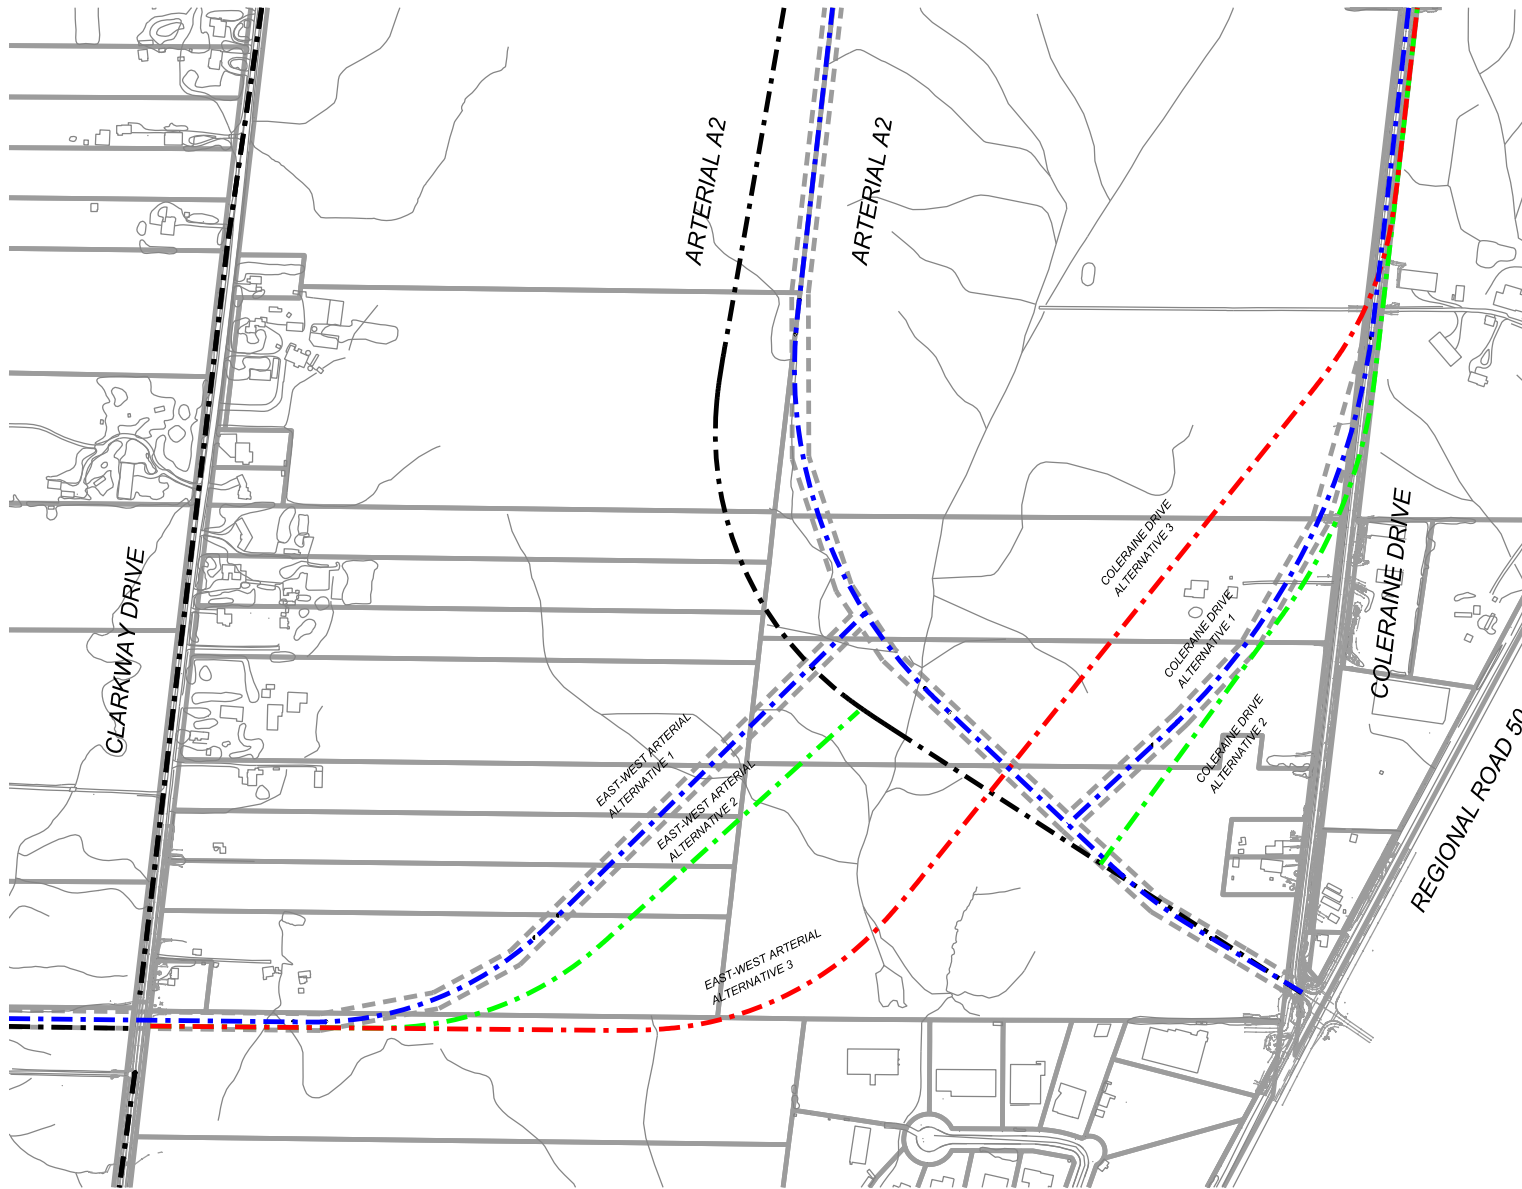 ARTERIAL A2
ARTERIAL A2
COLERAINE DRIVE
ALTERNATIVE 3
COLERAINE DRIVE
CLARKWAY DRIVE
COLERAINE DRIVE
ALTERNATIVE 1
COLERAINE DRIVE
ALTERNATIVE 2
EAST-WEST ARTERIAL
ALTERNATIVE 1
EAST-WEST ARTERIAL
ALTERNATIVE 2
REGIONAL ROAD 50
EAST-WEST ARTERIAL
ALTERNATIVE 3